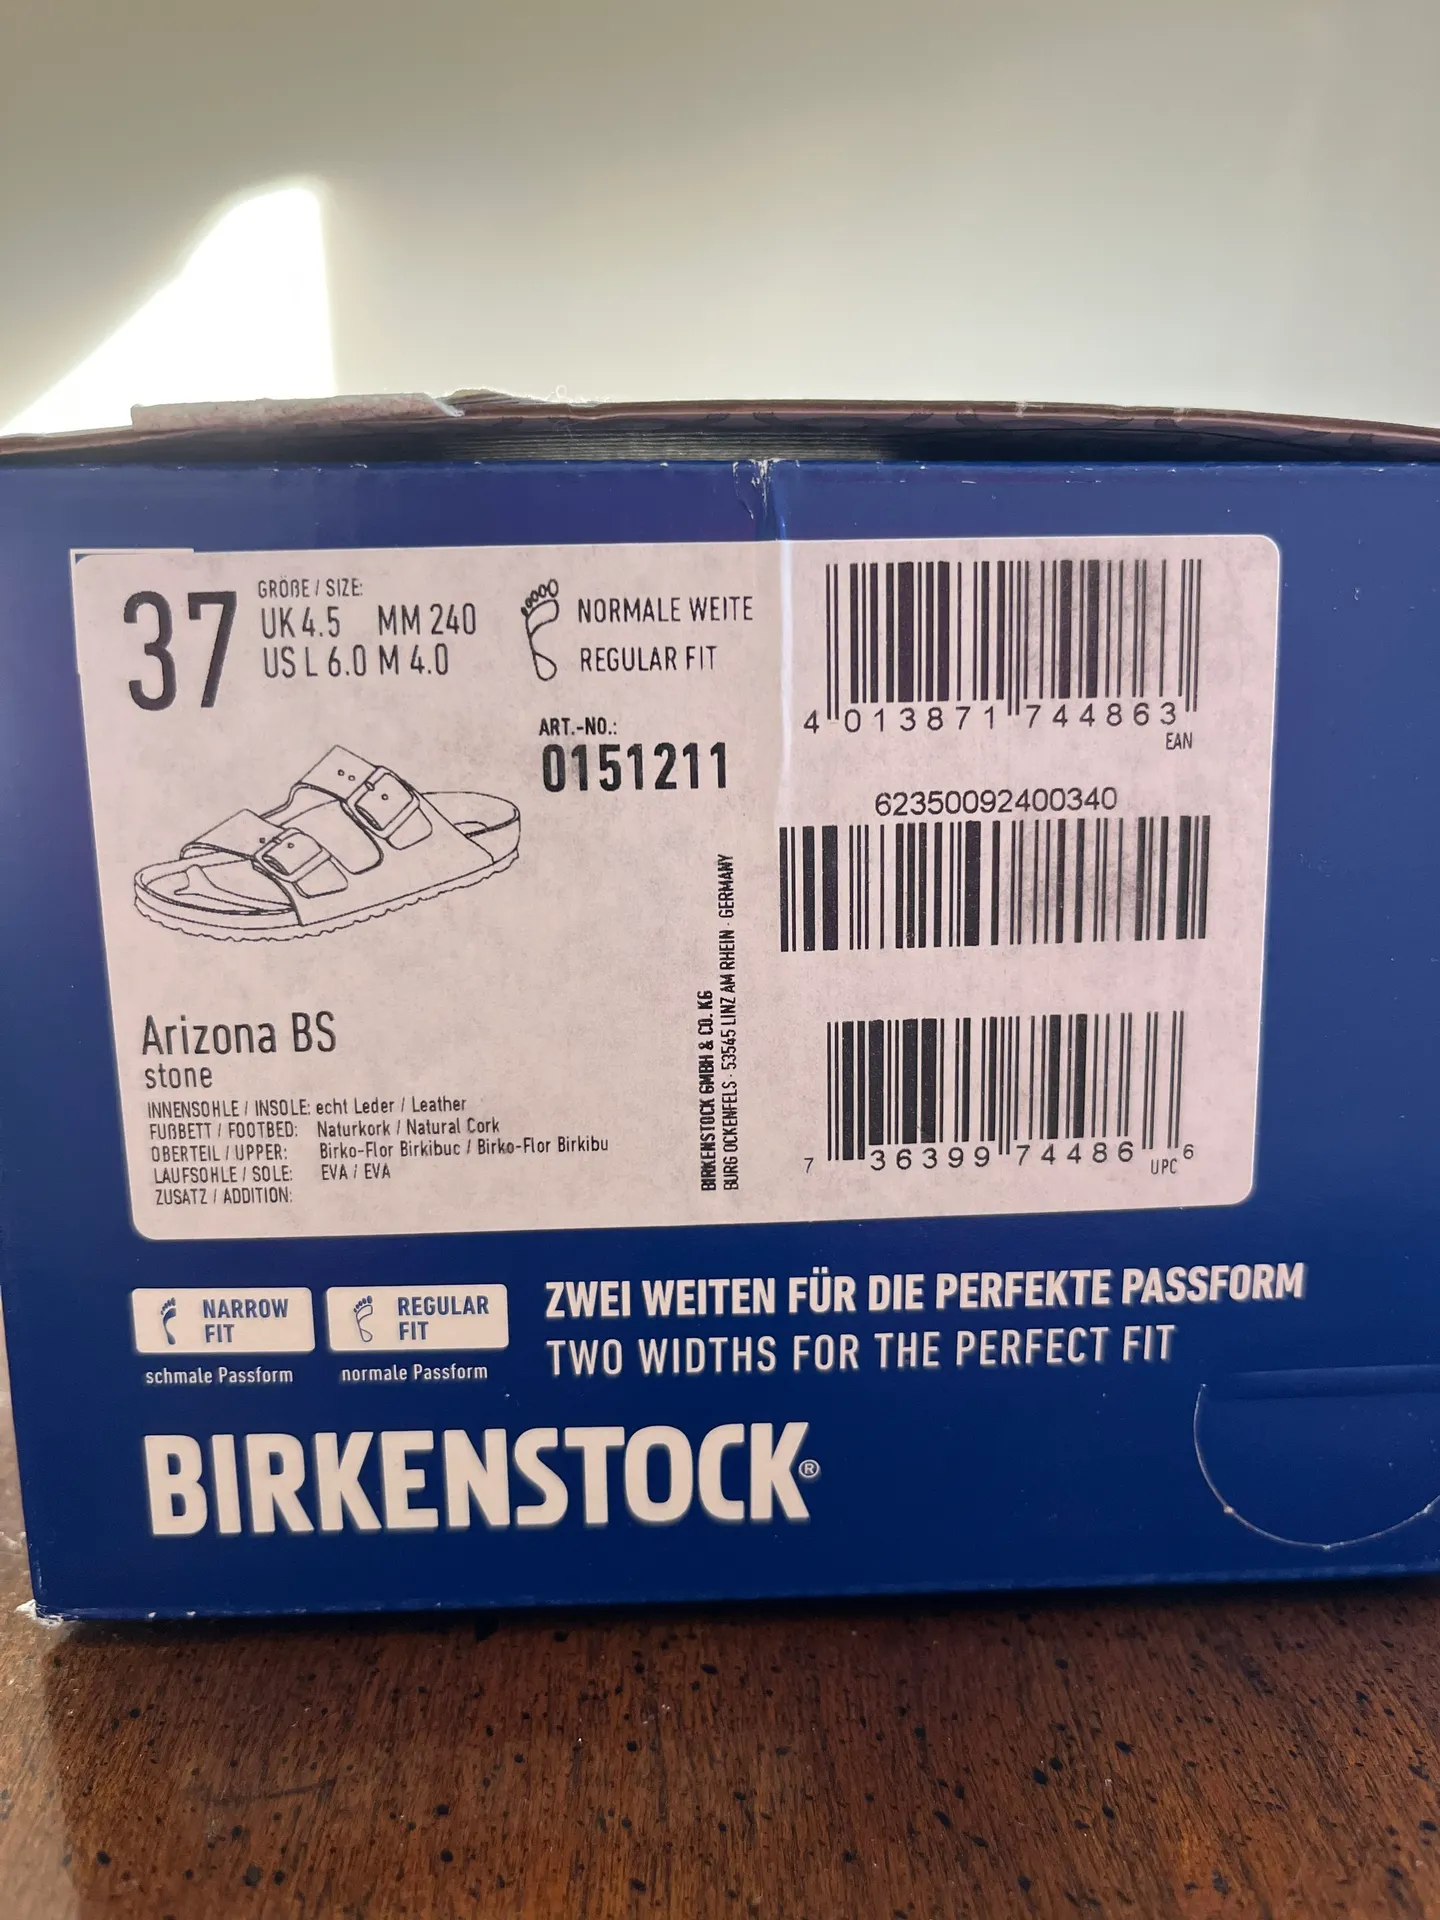 37
GRÖßE / SIZE:
UK 4.5 MM 240
US L 6.0 M 4.0
NORMALE WEITE
REGULAR FIT
ART.-NO.:
0151211
4 013871 744863
EAN
62350092400340
7 36399 74486 6
UPC
BIRKENSTOCK GMBH & CO. KG
BURG OCKENFELS · 53545 LINZ AM RHEIN · GERMANY
Arizona BS
stone
INNENSOHLE / INSOLE: echt Leder / Leather
FUßBETT / FOOTBED: Naturkork / Natural Cork
OBERTEIL / UPPER: Birko-Flor Birkibuc / Birko-Flor Birkibu
LAUFSOHLE / SOLE: EVA / EVA
ZUSATZ / ADDITION:
NARROW
FIT
schmale Passform
REGULAR
FIT
normale Passform
ZWEI WEITEN FÜR DIE PERFEKTE PASSFORM
TWO WIDTHS FOR THE PERFECT FIT
BIRKENSTOCK®